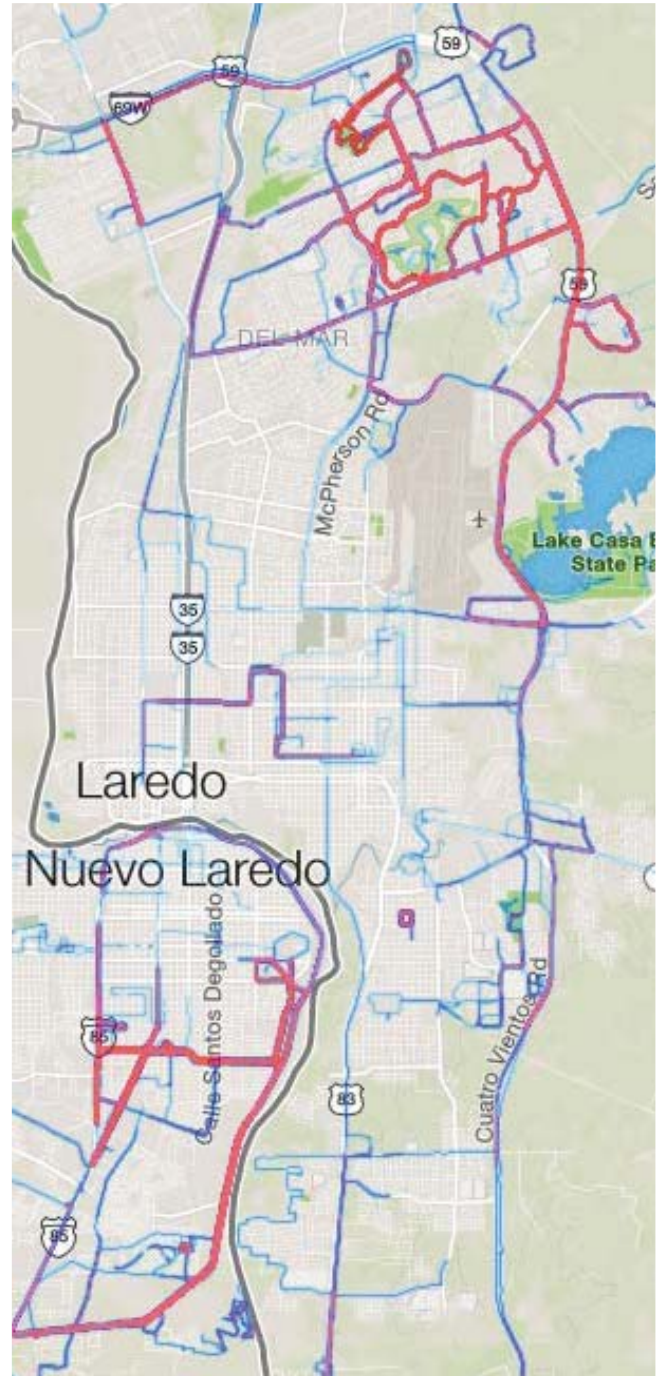 59
59
69W
59
DEL MAR
McPherson Rd
Lake Casa
State Pa
35
35
Laredo
Nuevo Laredo
Calle Santos Degollado
85
Cuatro Vientos Rd
83
85